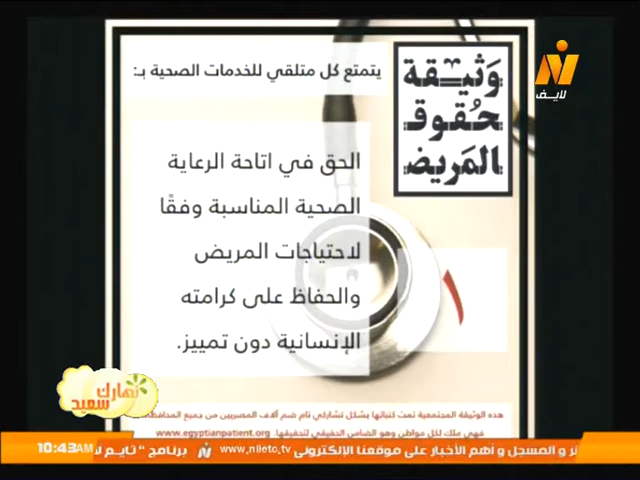 وَثيقة
حُقوق
المَريض
لايف
يتمتع كل متلقي للخدمات الصحية بـ:
الحق في اتاحة الرعاية
الصحية المناسبة وفقًا
لاحتياجات المريض
والحفاظ على كرامته
الإنسانية دون تمييز.
١
نهارك
سعيد
هذه الوثيقة المجتمعية تمت كتباتها بشكل تشاركي تام ضم آلاف المصريين من جميع المحافظات
فهي ملك لكل مواطن وهو الضامن الحقيقي لتحقيقها. www.egyptianpatient.org
10:43AM
ر و المسجل و أهم الأخبار على موقعنا الإلكترونى www.nileto.tv برنامج "تايم لا